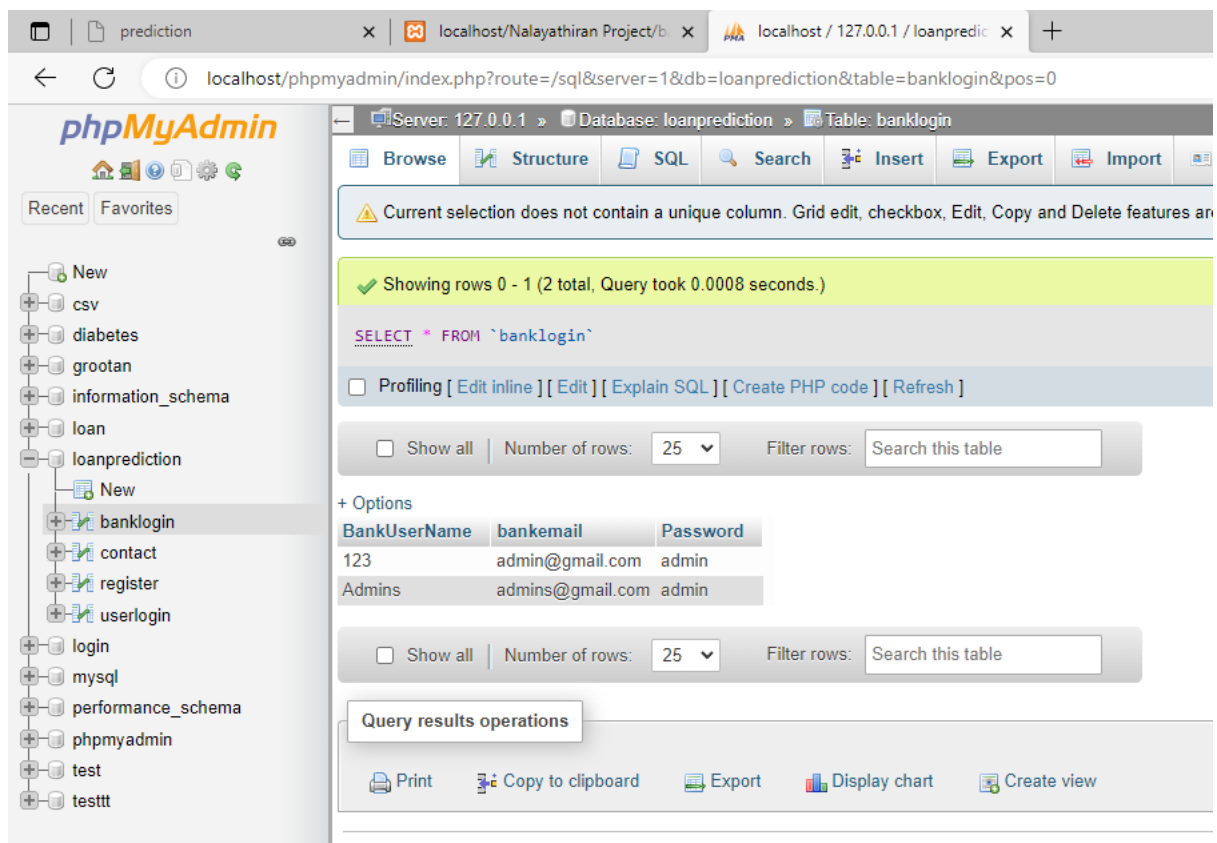 prediction
localhost/Nalayathiran Project/b
localhost / 127.0.0.1 / loanpredic
localhost/phpmyadmin/index.php?route=/sql&server=1&db=loanprediction&table=banklogin&pos=0
phpMyAdmin
Recent Favorites
New
csv
diabetes
grootan
information_schema
loan
loanprediction
New
banklogin
contact
register
userlogin
login
mysql
performance_schema
phpmyadmin
test
testtt
Server: 127.0.0.1 » Database: loanprediction » Table: banklogin
Browse Structure SQL Search Insert Export Import
Current selection does not contain a unique column. Grid edit, checkbox, Edit, Copy and Delete features are
Showing rows 0 - 1 (2 total, Query took 0.0008 seconds.)
SELECT * FROM `banklogin`
Profiling [ Edit inline ] [ Edit ] [ Explain SQL ] [ Create PHP code ] [ Refresh ]
Show all | Number of rows: 25 Filter rows: Search this table
+ Options
BankUserName bankemail Password
123 admin@gmail.com admin
Admins admins@gmail.com admin
Show all | Number of rows: 25 Filter rows: Search this table
Query results operations
Print Copy to clipboard Export Display chart Create view